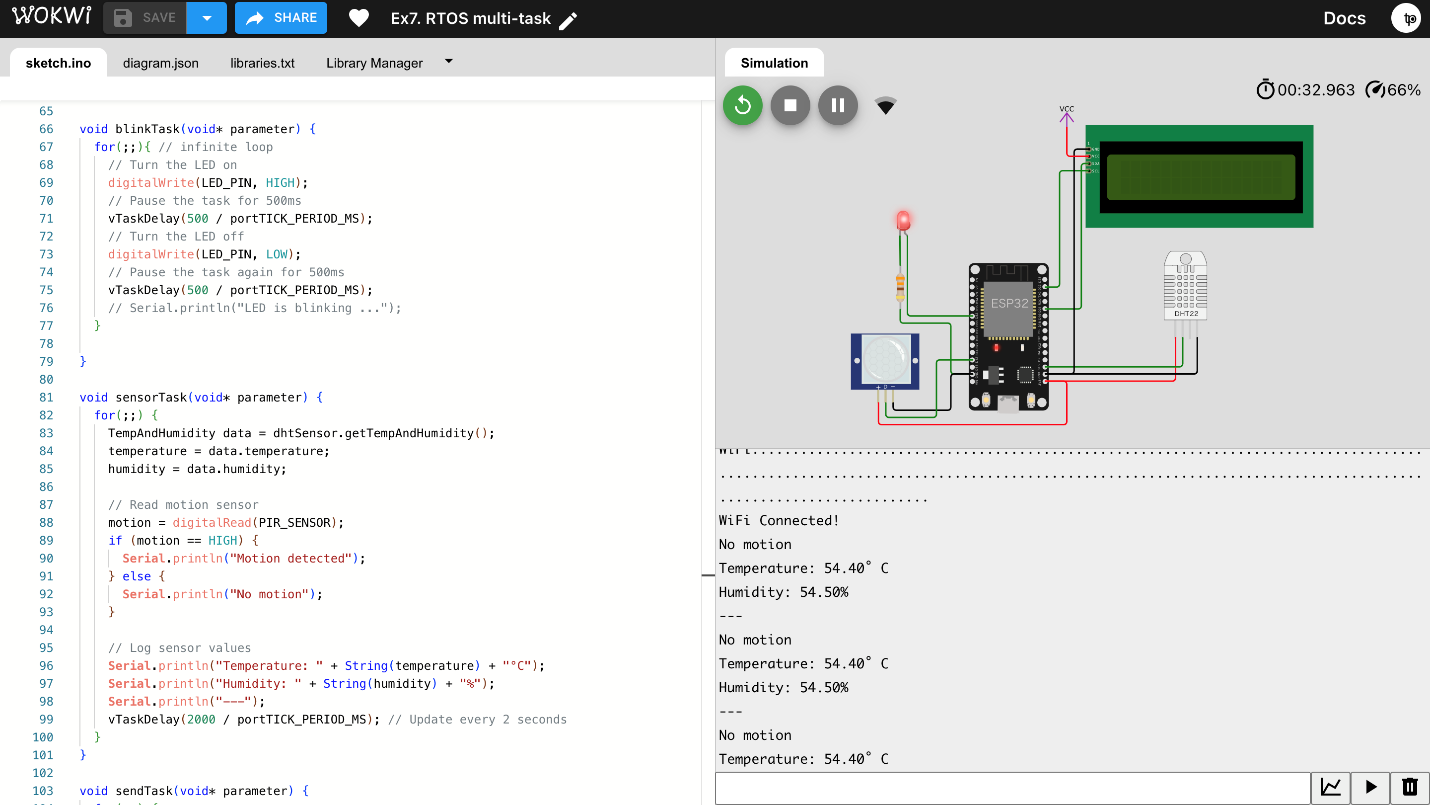 WOKWI SAVE SHARE Ex7. RTOS multi-task Docs
sketch.ino diagram.json libraries.txt Library Manager
65
66 void blinkTask(void* parameter) {
67 for(;;){ // infinite loop
68 // Turn the LED on
69 digitalWrite(LED_PIN, HIGH);
70 // Pause the task for 500ms
71 vTaskDelay(500 / portTICK_PERIOD_MS);
72 // Turn the LED off
73 digitalWrite(LED_PIN, LOW);
74 // Pause the task again for 500ms
75 vTaskDelay(500 / portTICK_PERIOD_MS);
76 // Serial.println("LED is blinking ...");
77 }
78
79 }
80
81 void sensorTask(void* parameter) {
82 for(;;) {
83 TempAndHumidity data = dhtSensor.getTempAndHumidity();
84 temperature = data.temperature;
85 humidity = data.humidity;
86
87 // Read motion sensor
88 motion = digitalRead(PIR_SENSOR);
89 if (motion == HIGH) {
90 Serial.println("Motion detected");
91 } else {
92 Serial.println("No motion");
93 }
94
95 // Log sensor values
96 Serial.println("Temperature: " + String(temperature) + "°C");
97 Serial.println("Humidity: " + String(humidity) + "%");
98 Serial.println("---");
99 vTaskDelay(2000 / portTICK_PERIOD_MS); // Update every 2 seconds
100 }
101 }
102
103 void sendTask(void* parameter) {
Simulation
00:32.963 66%
VCC
ESP32
DHT22
+ D -
WiFi...................................................................................
.......................................................................................
..........................
WiFi Connected!
No motion
Temperature: 54.40° C
Humidity: 54.50%
---
No motion
Temperature: 54.40° C
Humidity: 54.50%
---
No motion
Temperature: 54.40° C